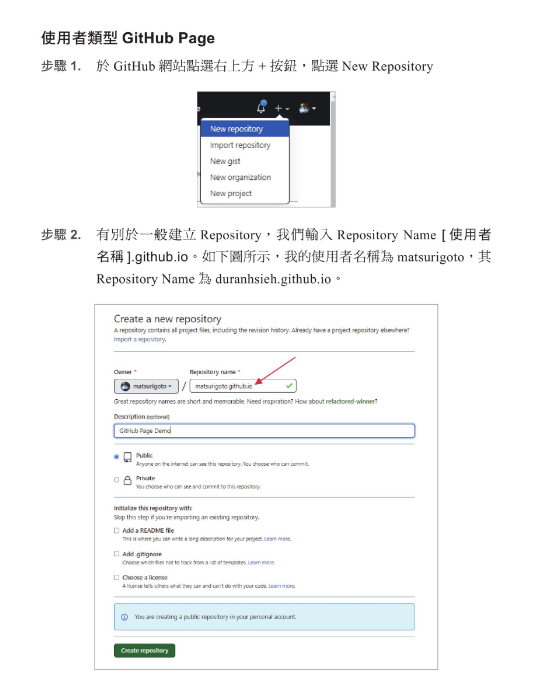 使用者類型 GitHub Page
步驟 1. 於 GitHub 網站點選右上方 + 按鈕，點選 New Repository
New repository
Import repository
New gist
New organization
New project
步驟 2. 有別於一般建立 Repository，我們輸入 Repository Name [ 使用者
名稱 ].github.io。如下圖所示，我的使用者名稱為 matsurigoto，其
Repository Name 為 duranhsieh.github.io。
Create a new repository
A repository contains all project files, including the revision history. Already have a project repository elsewhere?
Import a repository.
Owner * Repository name *
matsurigoto / matsurigoto.github.io
Great repository names are short and memorable. Need inspiration? How about refactored-winner?
Description (optional)
GitHub Page Demo
Public
Anyone on the internet can see this repository. You choose who can commit.
Private
You choose who can see and commit to this repository.
Initialize this repository with:
Skip this step if you're importing an existing repository.
Add a README file
This is where you can write a long description for your project. Learn more.
Add .gitignore
Choose which files not to track from a list of templates. Learn more.
Choose a license
A license tells others what they can and can't do with your code. Learn more.
You are creating a public repository in your personal account.
Create repository